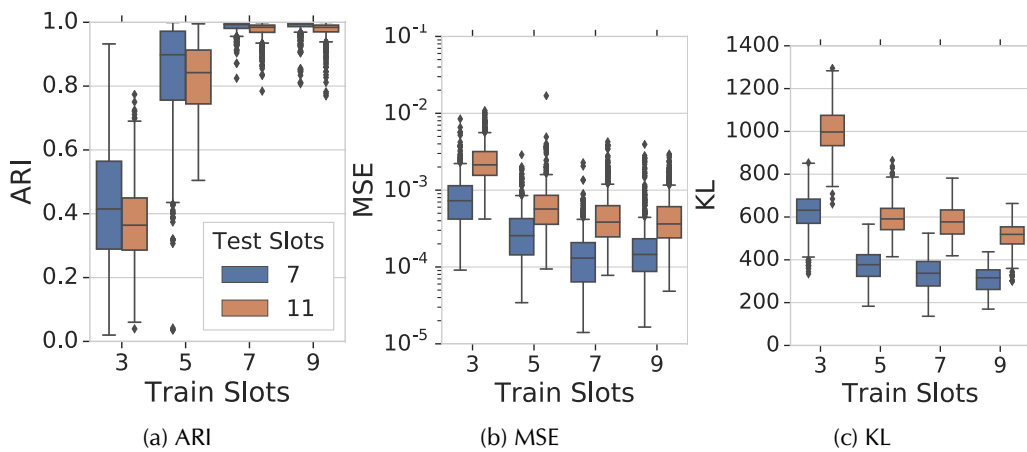 ARI
1.0
0.8
0.6
0.4
0.2
0.0
Test Slots
7
11
3 5 7 9
Train Slots
(a) ARI
MSE
10⁻¹
10⁻²
10⁻³
10⁻⁴
10⁻⁵
3 5 7 9
Train Slots
(b) MSE
KL
1400
1200
1000
800
600
400
200
0
3 5 7 9
Train Slots
(c) KL